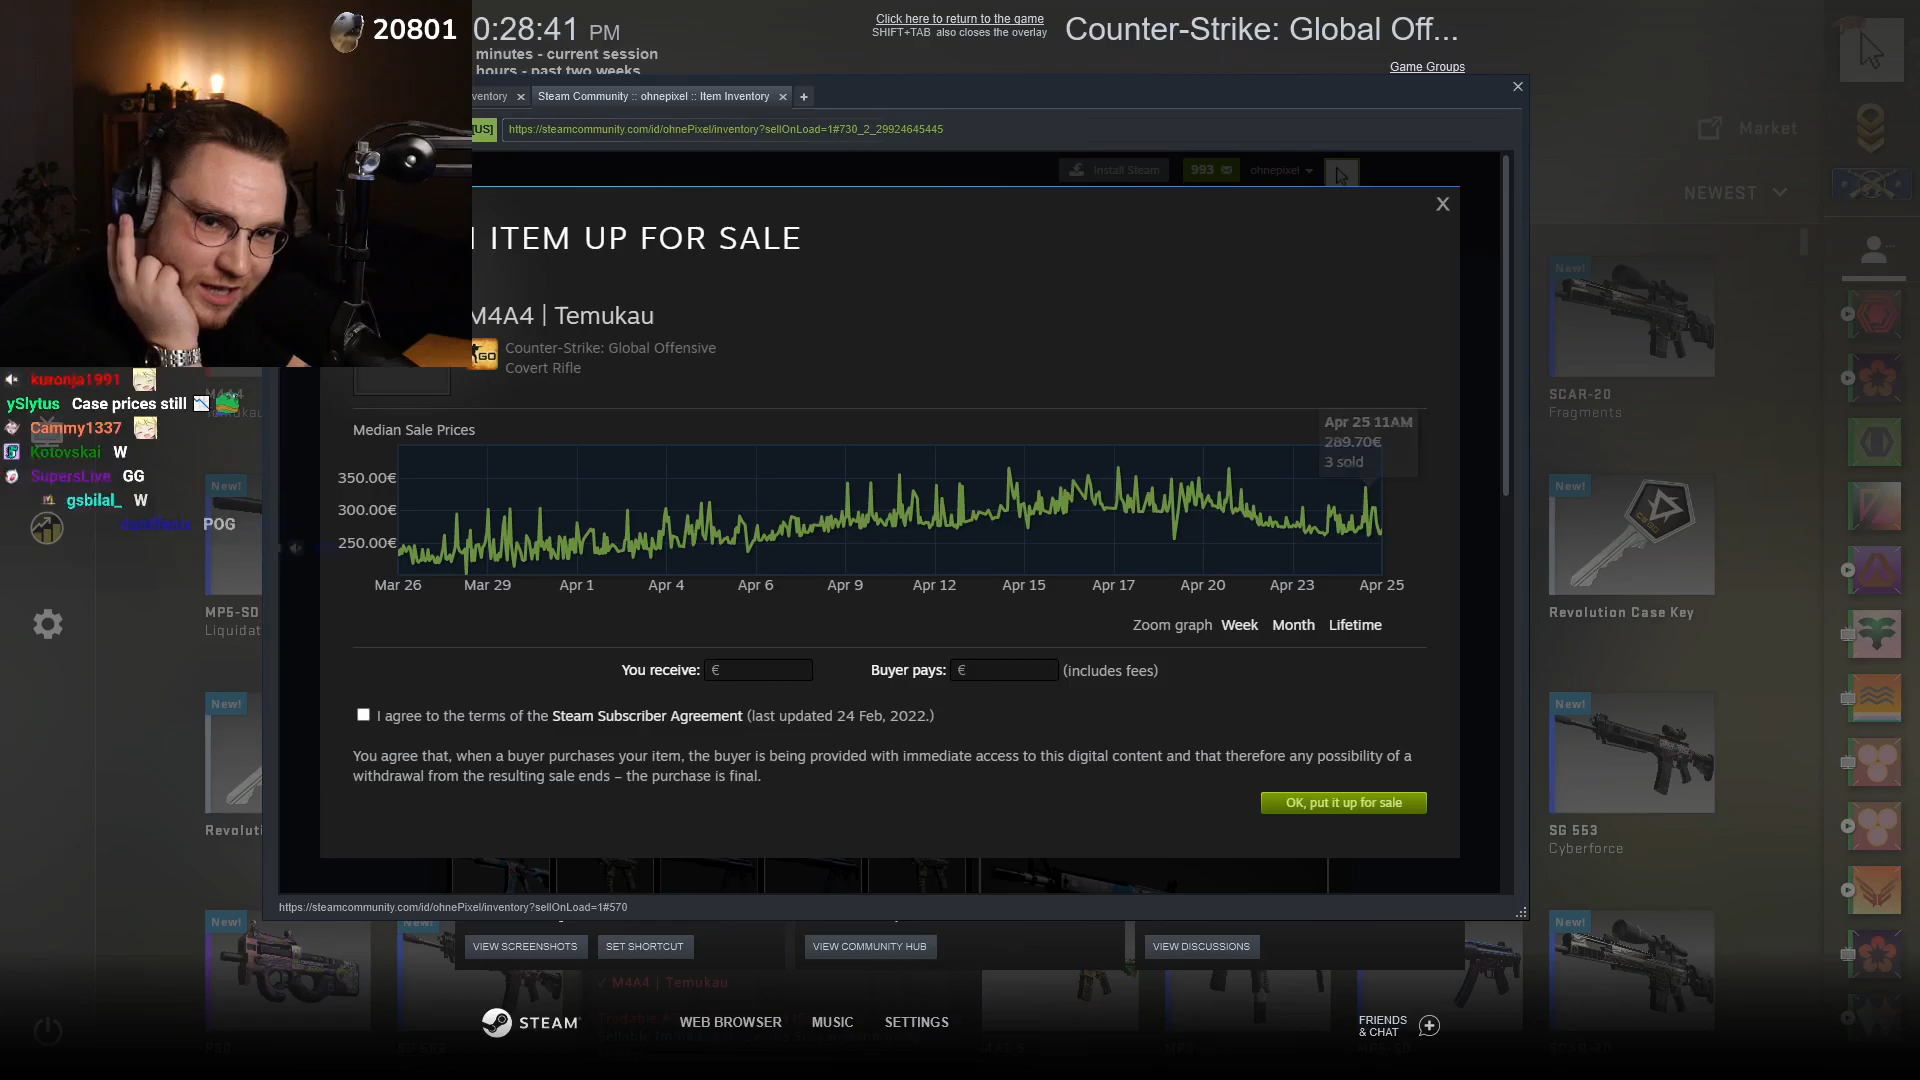 20801
0:28:41 PM
minutes - current session
hours - past two weeks
Click here to return to the game
SHIFT+TAB also closes the overlay
Counter-Strike: Global Off...
Game Groups
ventory
Steam Community :: ohnepixel :: Item Inventory
[US]
https://steamcommunity.com/id/ohnePixel/inventory?sellOnLoad=1#730_2_29924645445
Market
NEWEST
Install Steam
993
ohnepixel
ITEM UP FOR SALE
X
M4A4 | Temukau
Counter-Strike: Global Offensive
Covert Rifle
GO
kuronja1991
ySlytus Case prices still
Cammy1337
Kotovskai W
SupersLive GG
gsbilal_ W
POG
Median Sale Prices
Apr 25 11AM
289.70€
3 sold
350.00€
300.00€
250.00€
Mar 26
Mar 29
Apr 1
Apr 4
Apr 6
Apr 9
Apr 12
Apr 15
Apr 17
Apr 20
Apr 23
Apr 25
Zoom graph Week Month Lifetime
You receive: €
Buyer pays: € (includes fees)
I agree to the terms of the Steam Subscriber Agreement (last updated 24 Feb, 2022.)
You agree that, when a buyer purchases your item, the buyer is being provided with immediate access to this digital content and that therefore any possibility of a
withdrawal from the resulting sale ends – the purchase is final.
OK, put it up for sale
https://steamcommunity.com/id/ohnePixel/inventory?sellOnLoad=1#570
New!
SCAR-20
Fragments
New!
Revolution Case Key
New!
SG 553
Cyberforce
New!
New!
MP5-SD
Liquidat
New!
Revoluti
New!
New!
VIEW SCREENSHOTS
SET SHORTCUT
VIEW COMMUNITY HUB
VIEW DISCUSSIONS
M4A4 | Temukau
STEAM
WEB BROWSER
MUSIC
SETTINGS
FRIENDS
& CHAT